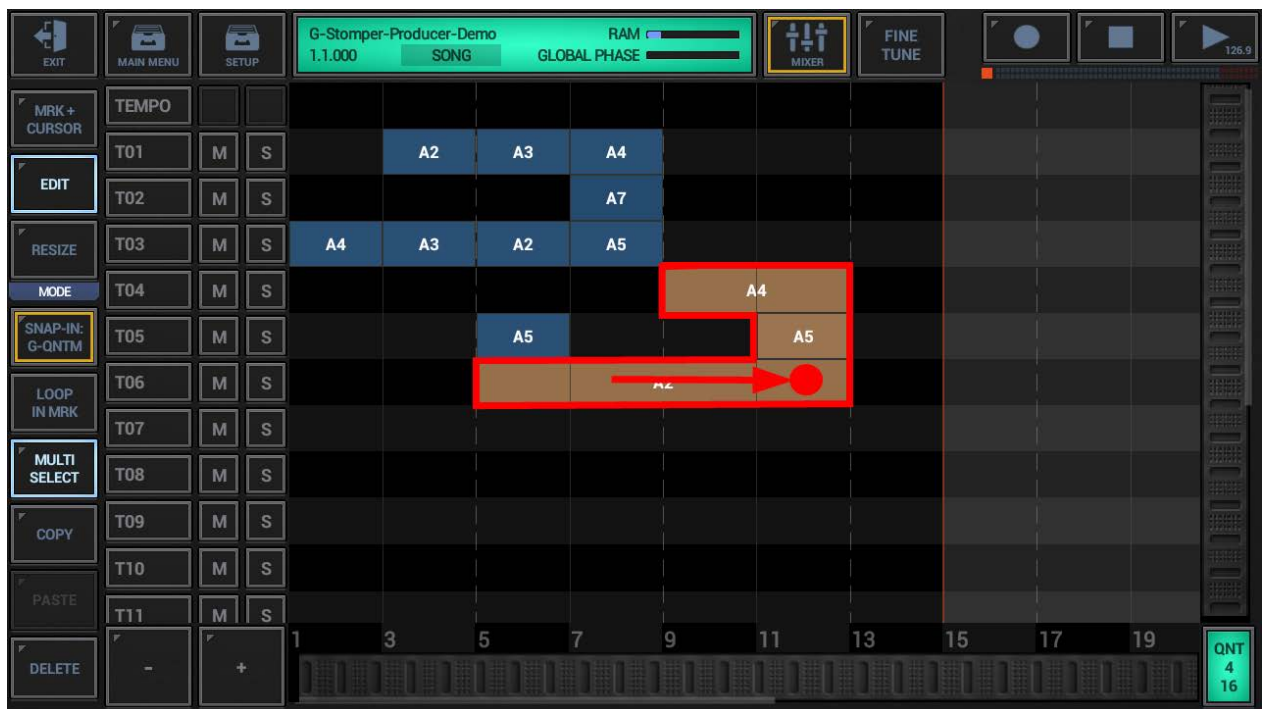 EXIT
MAIN MENU
SETUP
G-Stomper-Producer-Demo RAM
1.1.000 SONG GLOBAL PHASE
MIXER
FINE
TUNE
126.9
MRK +
CURSOR
TEMPO
T01 M S A2 A3 A4
EDIT
T02 M S A7
RESIZE
T03 M S A4 A3 A2 A5
MODE
T04 M S A4
SNAP-IN:
G-QNTM
T05 M S A5 A5
LOOP
IN MRK
T06 M S A2
T07 M S
MULTI
SELECT
T08 M S
COPY
T09 M S
T10 M S
PASTE
T11 M S
1 3 5 7 9 11 13 15 17 19
DELETE
- +
QNT
4
16